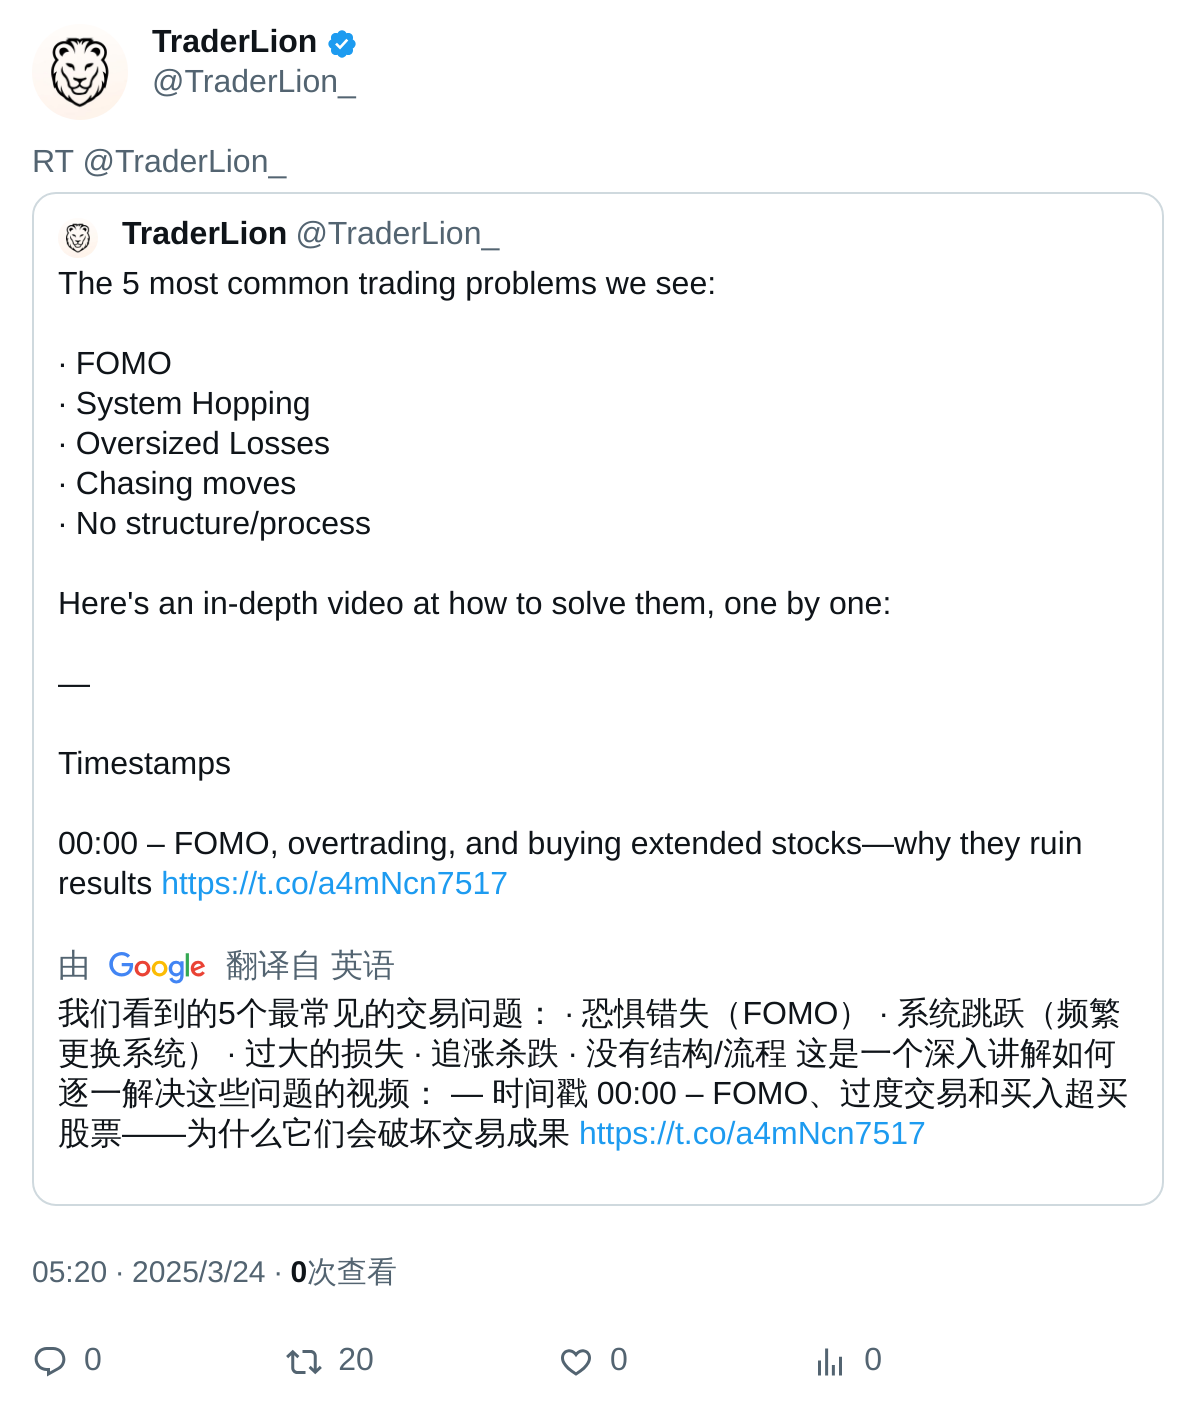 TraderLion
@TraderLion_
RT @TraderLion_
TraderLion @TraderLion_
The 5 most common trading problems we see:
· FOMO
· System Hopping
· Oversized Losses
· Chasing moves
· No structure/process
Here's an in-depth video at how to solve them, one by one:
—
Timestamps
00:00 – FOMO, overtrading, and buying extended stocks—why they ruin
results https://t.co/a4mNcn7517
由 Google 翻译自 英语
我们看到的5个最常见的交易问题： · 恐惧错失（FOMO） · 系统跳跃（频繁
更换系统） · 过大的损失 · 追涨杀跌 · 没有结构/流程 这是一个深入讲解如何
逐一解决这些问题的视频： — 时间戳 00:00 – FOMO、过度交易和买入超买
股票——为什么它们会破坏交易成果 https://t.co/a4mNcn7517
05:20 · 2025/3/24 · 0次查看
0 20 0 0